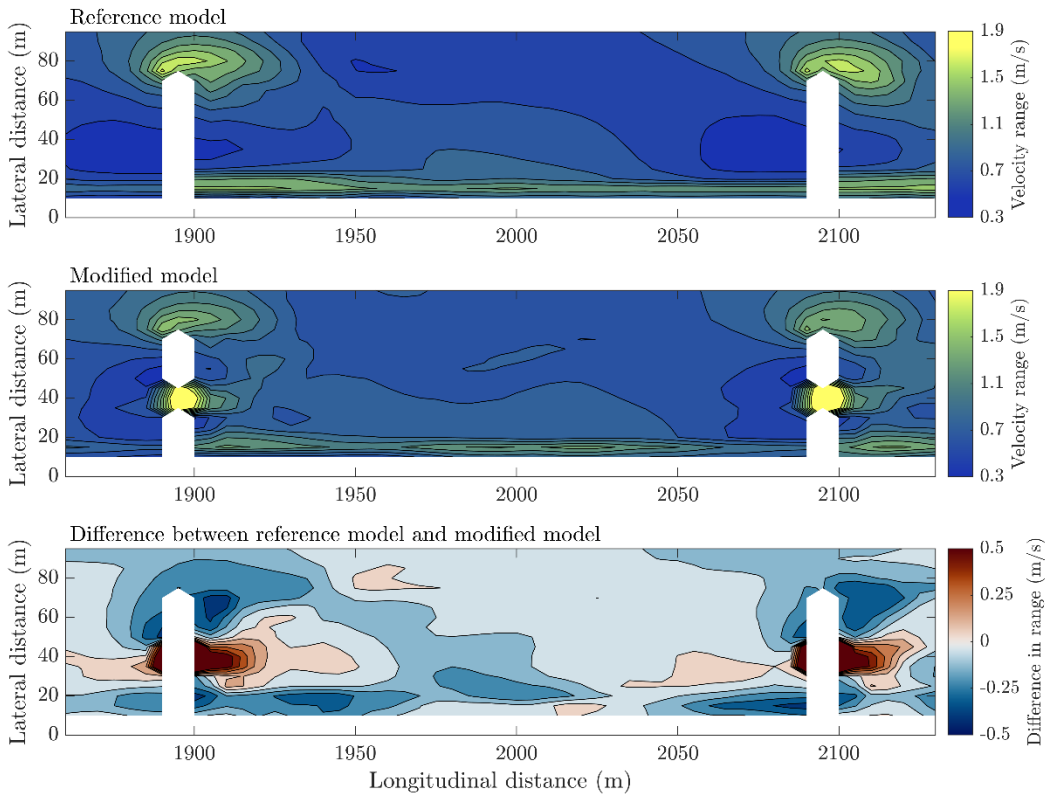 Reference model
Lateral distance (m)
80
60
40
20
0
1900 1950 2000 2050 2100
1.9
1.5
1.1
0.7
0.3
Velocity range (m/s)
Modified model
Lateral distance (m)
80
60
40
20
0
1900 1950 2000 2050 2100
1.9
1.5
1.1
0.7
0.3
Velocity range (m/s)
Difference between reference model and modified model
Lateral distance (m)
80
60
40
20
0
1900 1950 2000 2050 2100
Longitudinal distance (m)
0.5
0.25
0
-0.25
-0.5
Difference in range (m/s)